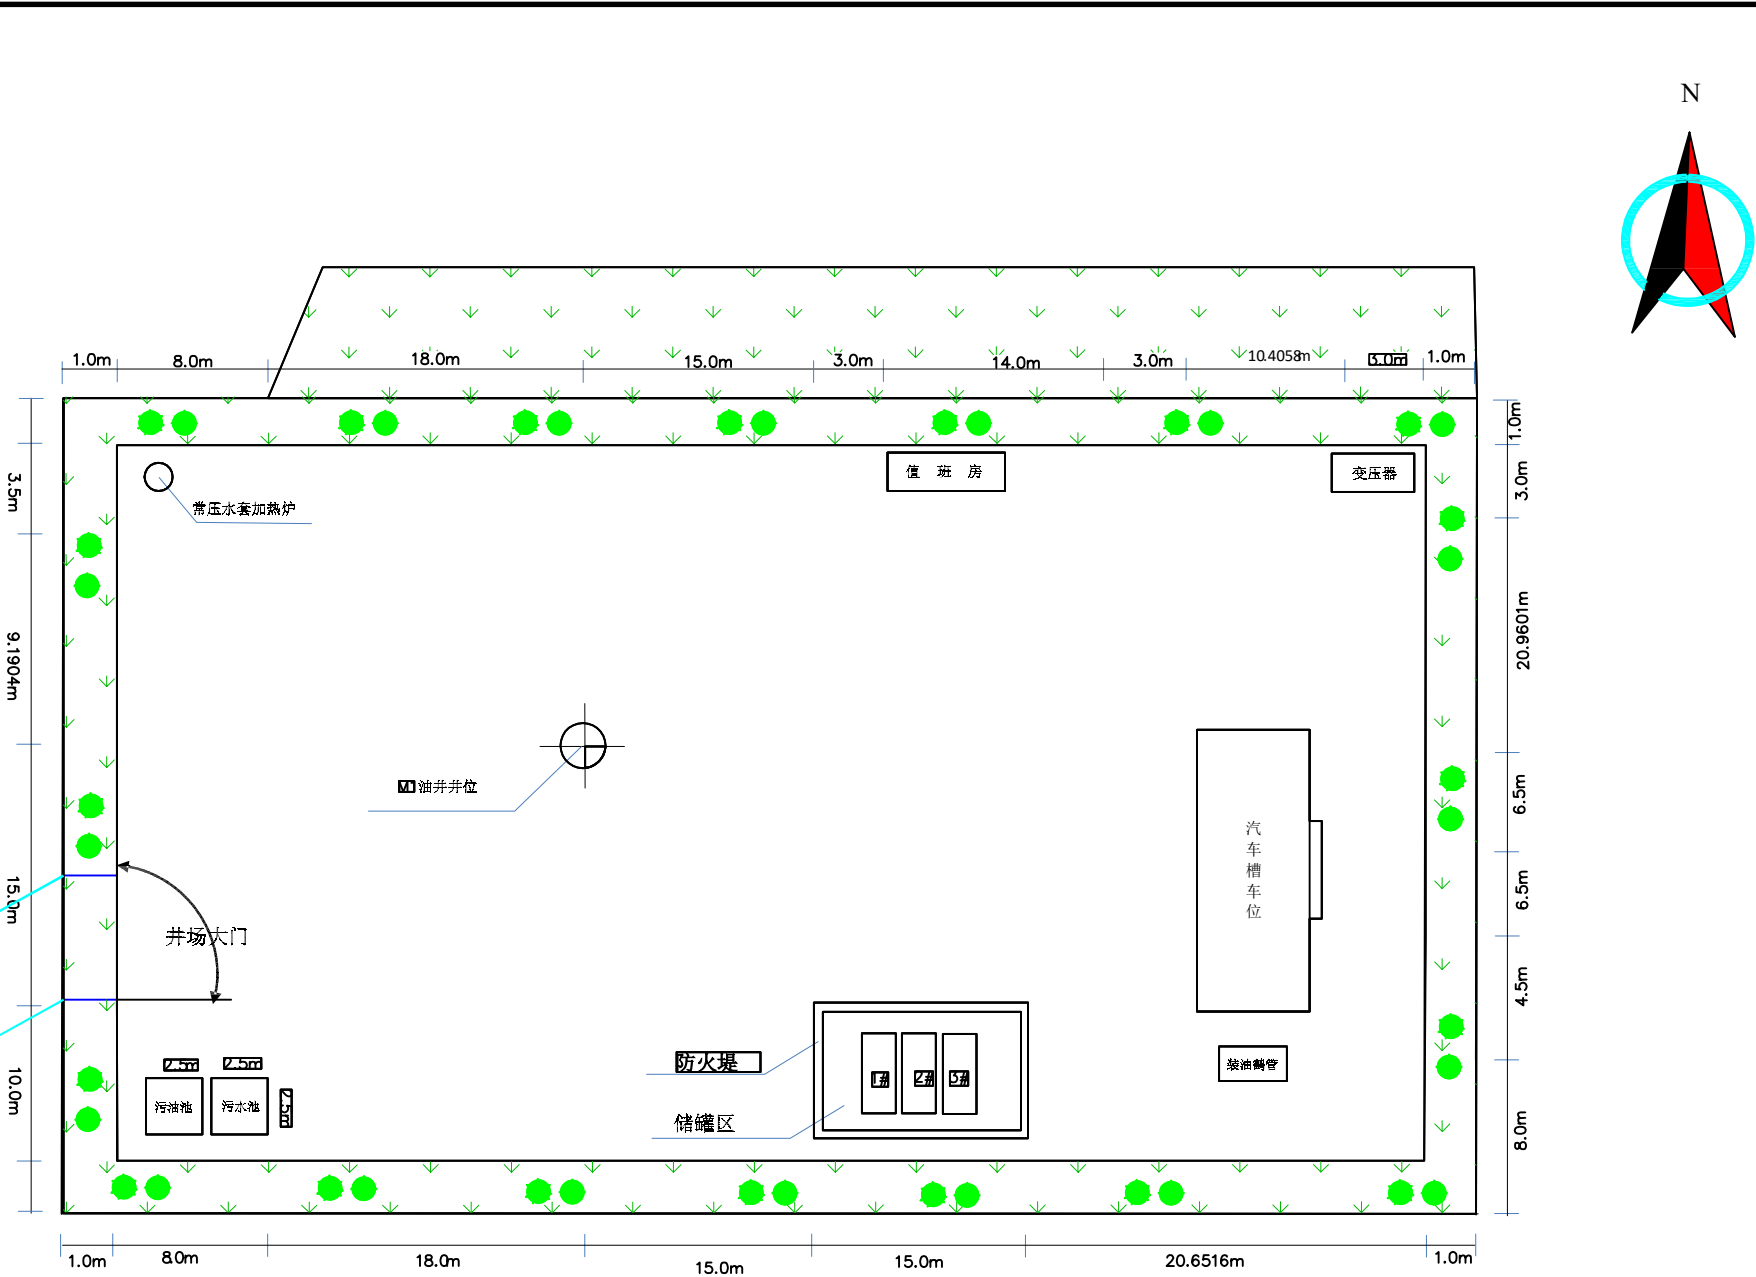 N
1.0m
8.0m
18.0m
15.0m
3.0m
14.0m
3.0m
10.4058m
3.0m
1.0m
1.0m
3.5m
值 班 房
变压器
3.0m
常压水套加热炉
9.1904m
20.9601m
油井井位
6.5m
汽车槽车位
15.0m
6.5m
井场大门
4.5m
防火堤
装油鹤管
2.5m
2.5m
1#
2#
3#
10.0m
污油池
污水池
2.5m
储罐区
8.0m
1.0m
8.0m
18.0m
15.0m
15.0m
20.6516m
1.0m